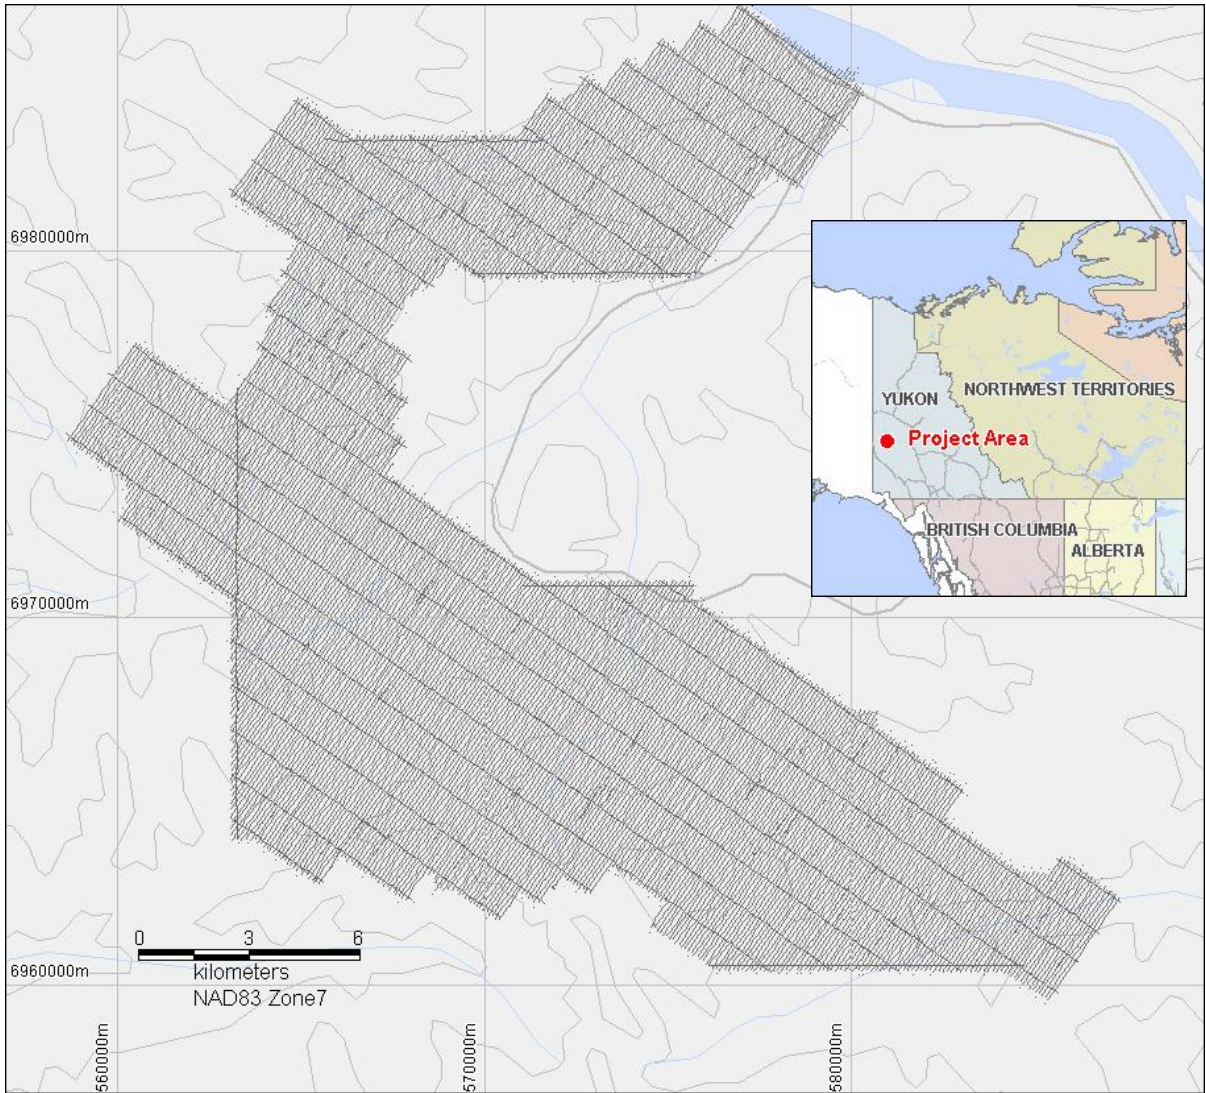 6980000m
NORTHWEST TERRITORIES
YUKON
Project Area
BRITISH COLUMBIA
ALBERTA
6970000m
0 3 6
kilometers
NAD83 Zone7
6960000m
560000m
570000m
580000m